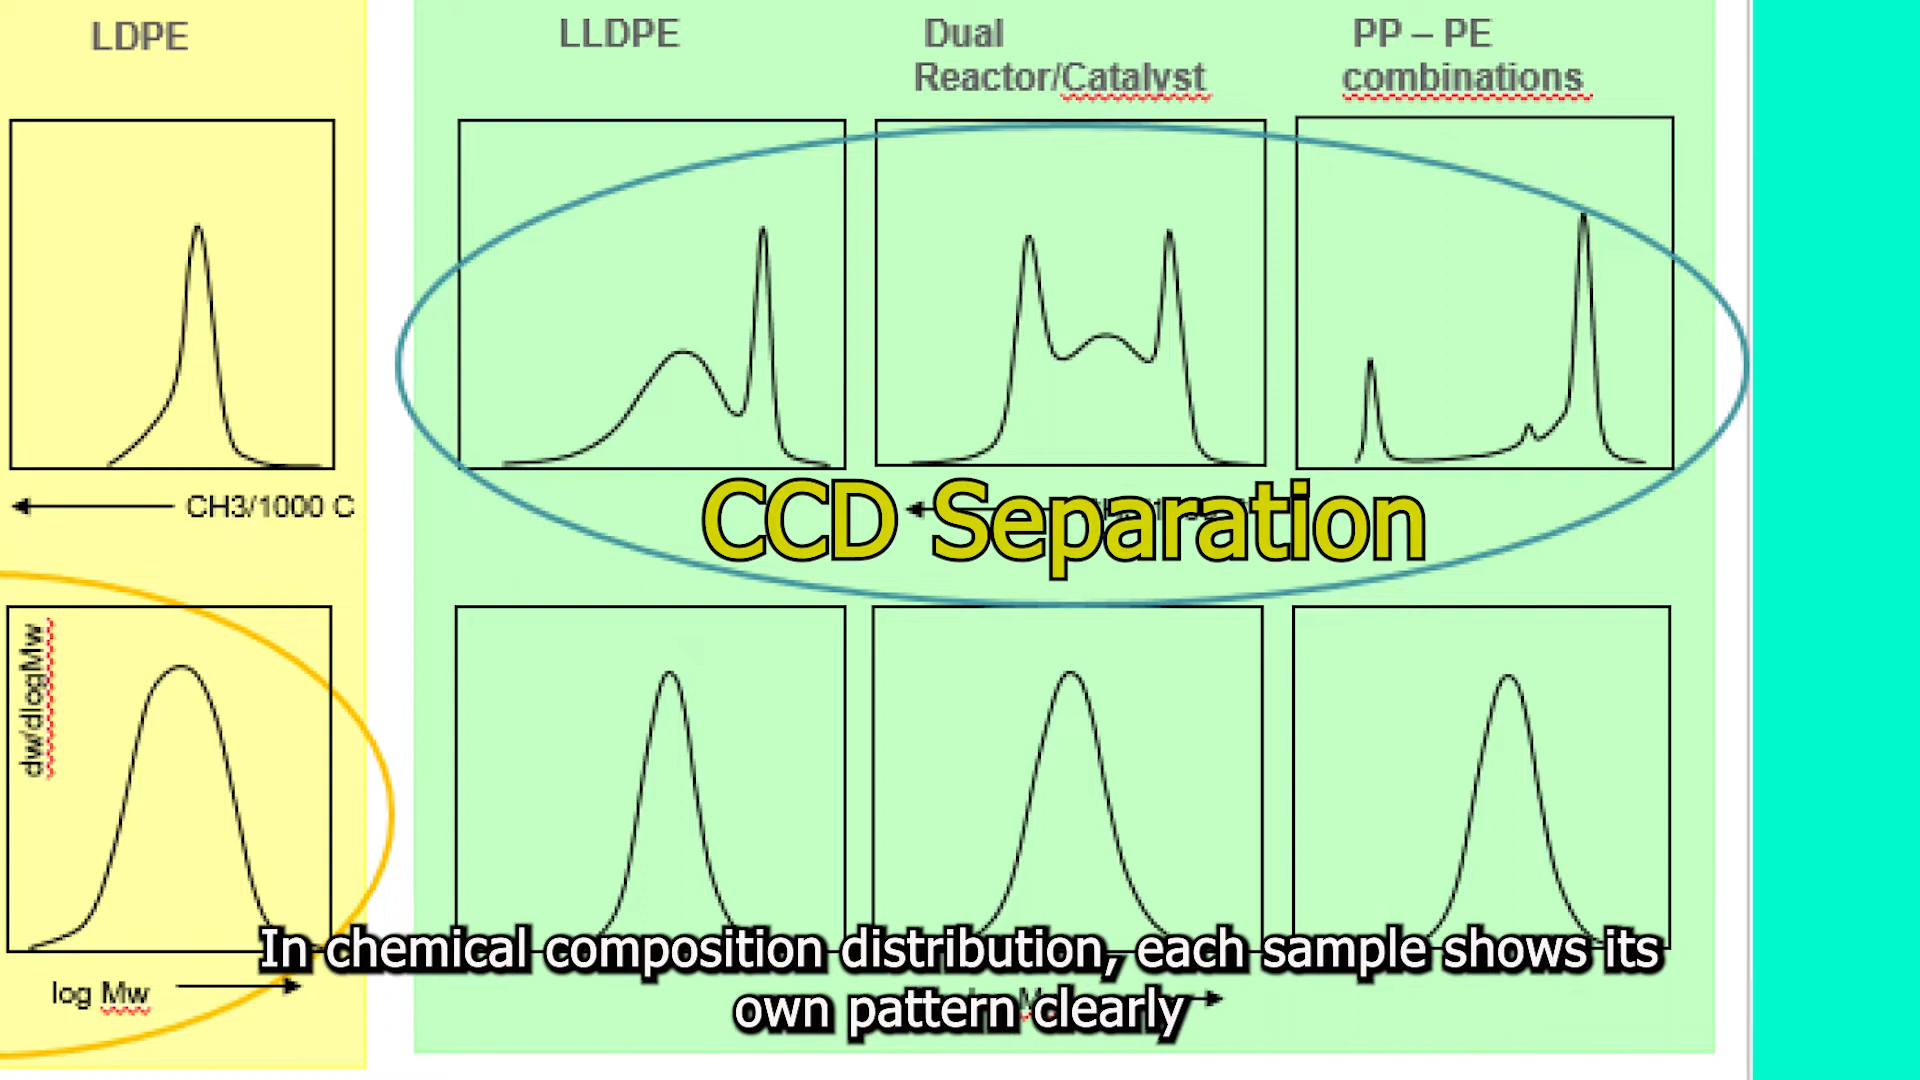 LDPE
LLDPE
Dual
Reactor/Catalyst
PP – PE
combinations
CH3/1000 C
CCD Separation
dw/dlogMw
In chemical composition distribution, each sample shows its
own pattern clearly
log Mw